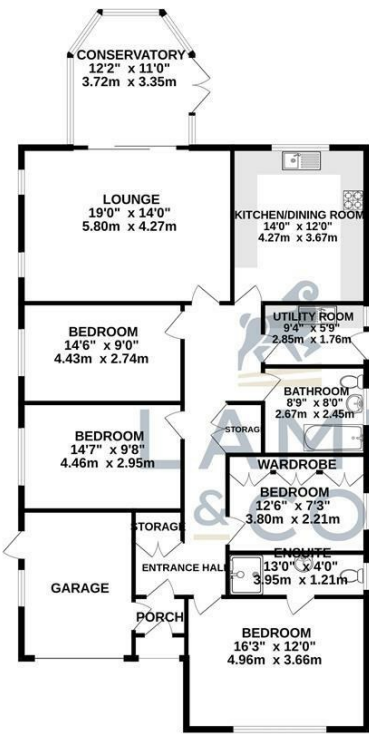 CONSERVATORY
12'2" x 11'0"
3.72m x 3.35m
LOUNGE
19'0" x 14'0"
5.80m x 4.27m
KITCHEN/DINING ROOM
14'0" x 12'0"
4.27m x 3.67m
UTILITY ROOM
9'4" x 5'9"
2.85m x 1.76m
BEDROOM
14'6" x 9'0"
4.43m x 2.74m
BATHROOM
8'9" x 8'0"
2.67m x 2.45m
BEDROOM
14'7" x 9'8"
4.46m x 2.95m
STORAG
LAM
& CO
WARDROBE
BEDROOM
12'6" x 7'3"
3.80m x 2.21m
STORAGE
ENSUITE
13'0" x 4'0"
3.95m x 1.21m
ENTRANCE HALL
GARAGE
PORCH
BEDROOM
16'3" x 12'0"
4.96m x 3.66m